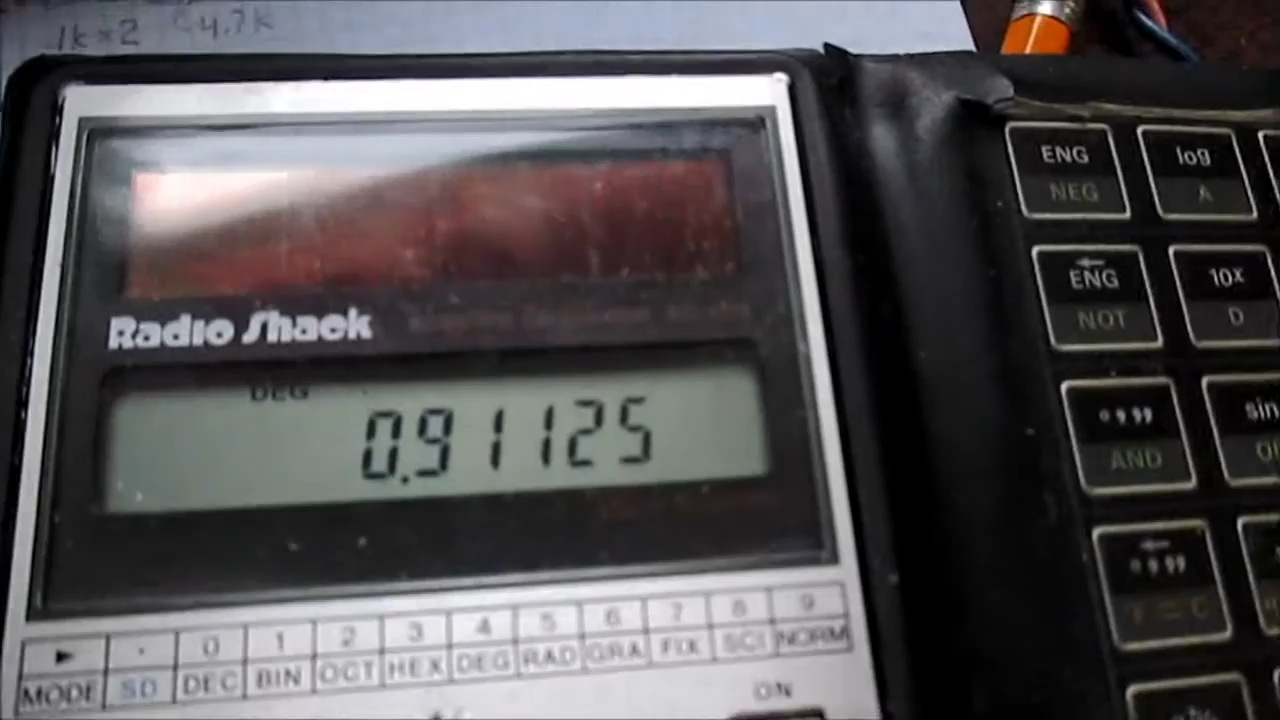 1k=2 4.7k
Radio Shack
DEG
0.91125
0 1 2 3 4 5 6 7 8 9
MODE SD DEC BIN OCT HEX DEG RAD GRA FIX SCI NORM
ON
ENG log
NEG A
ENG 10x
NOT D
sin
AND